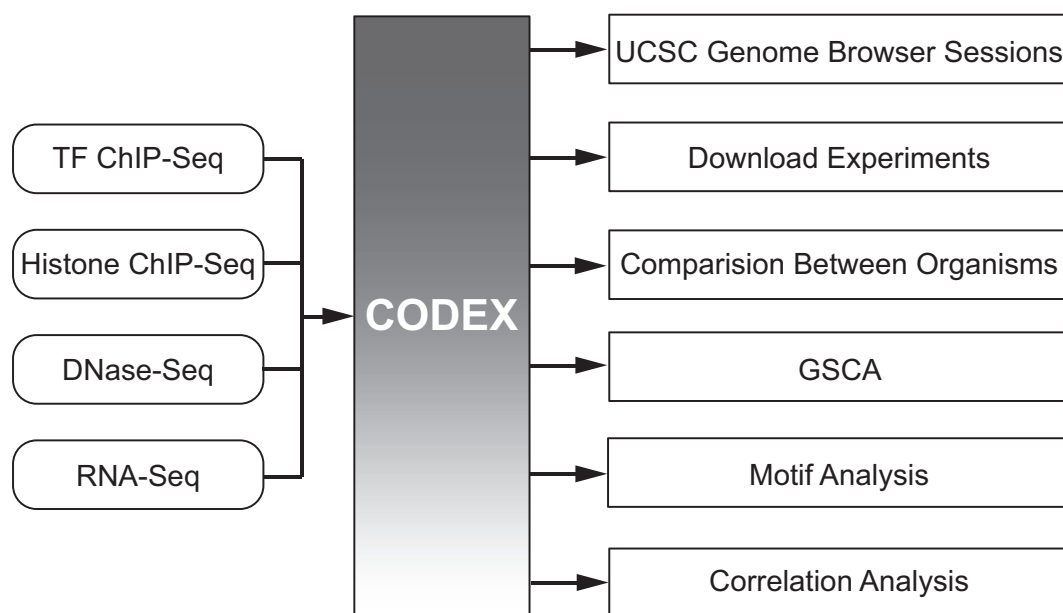 TF ChIP-Seq
Histone ChIP-Seq
DNase-Seq
RNA-Seq
CODEX
UCSC Genome Browser Sessions
Download Experiments
Comparision Between Organisms
GSCA
Motif Analysis
Correlation Analysis